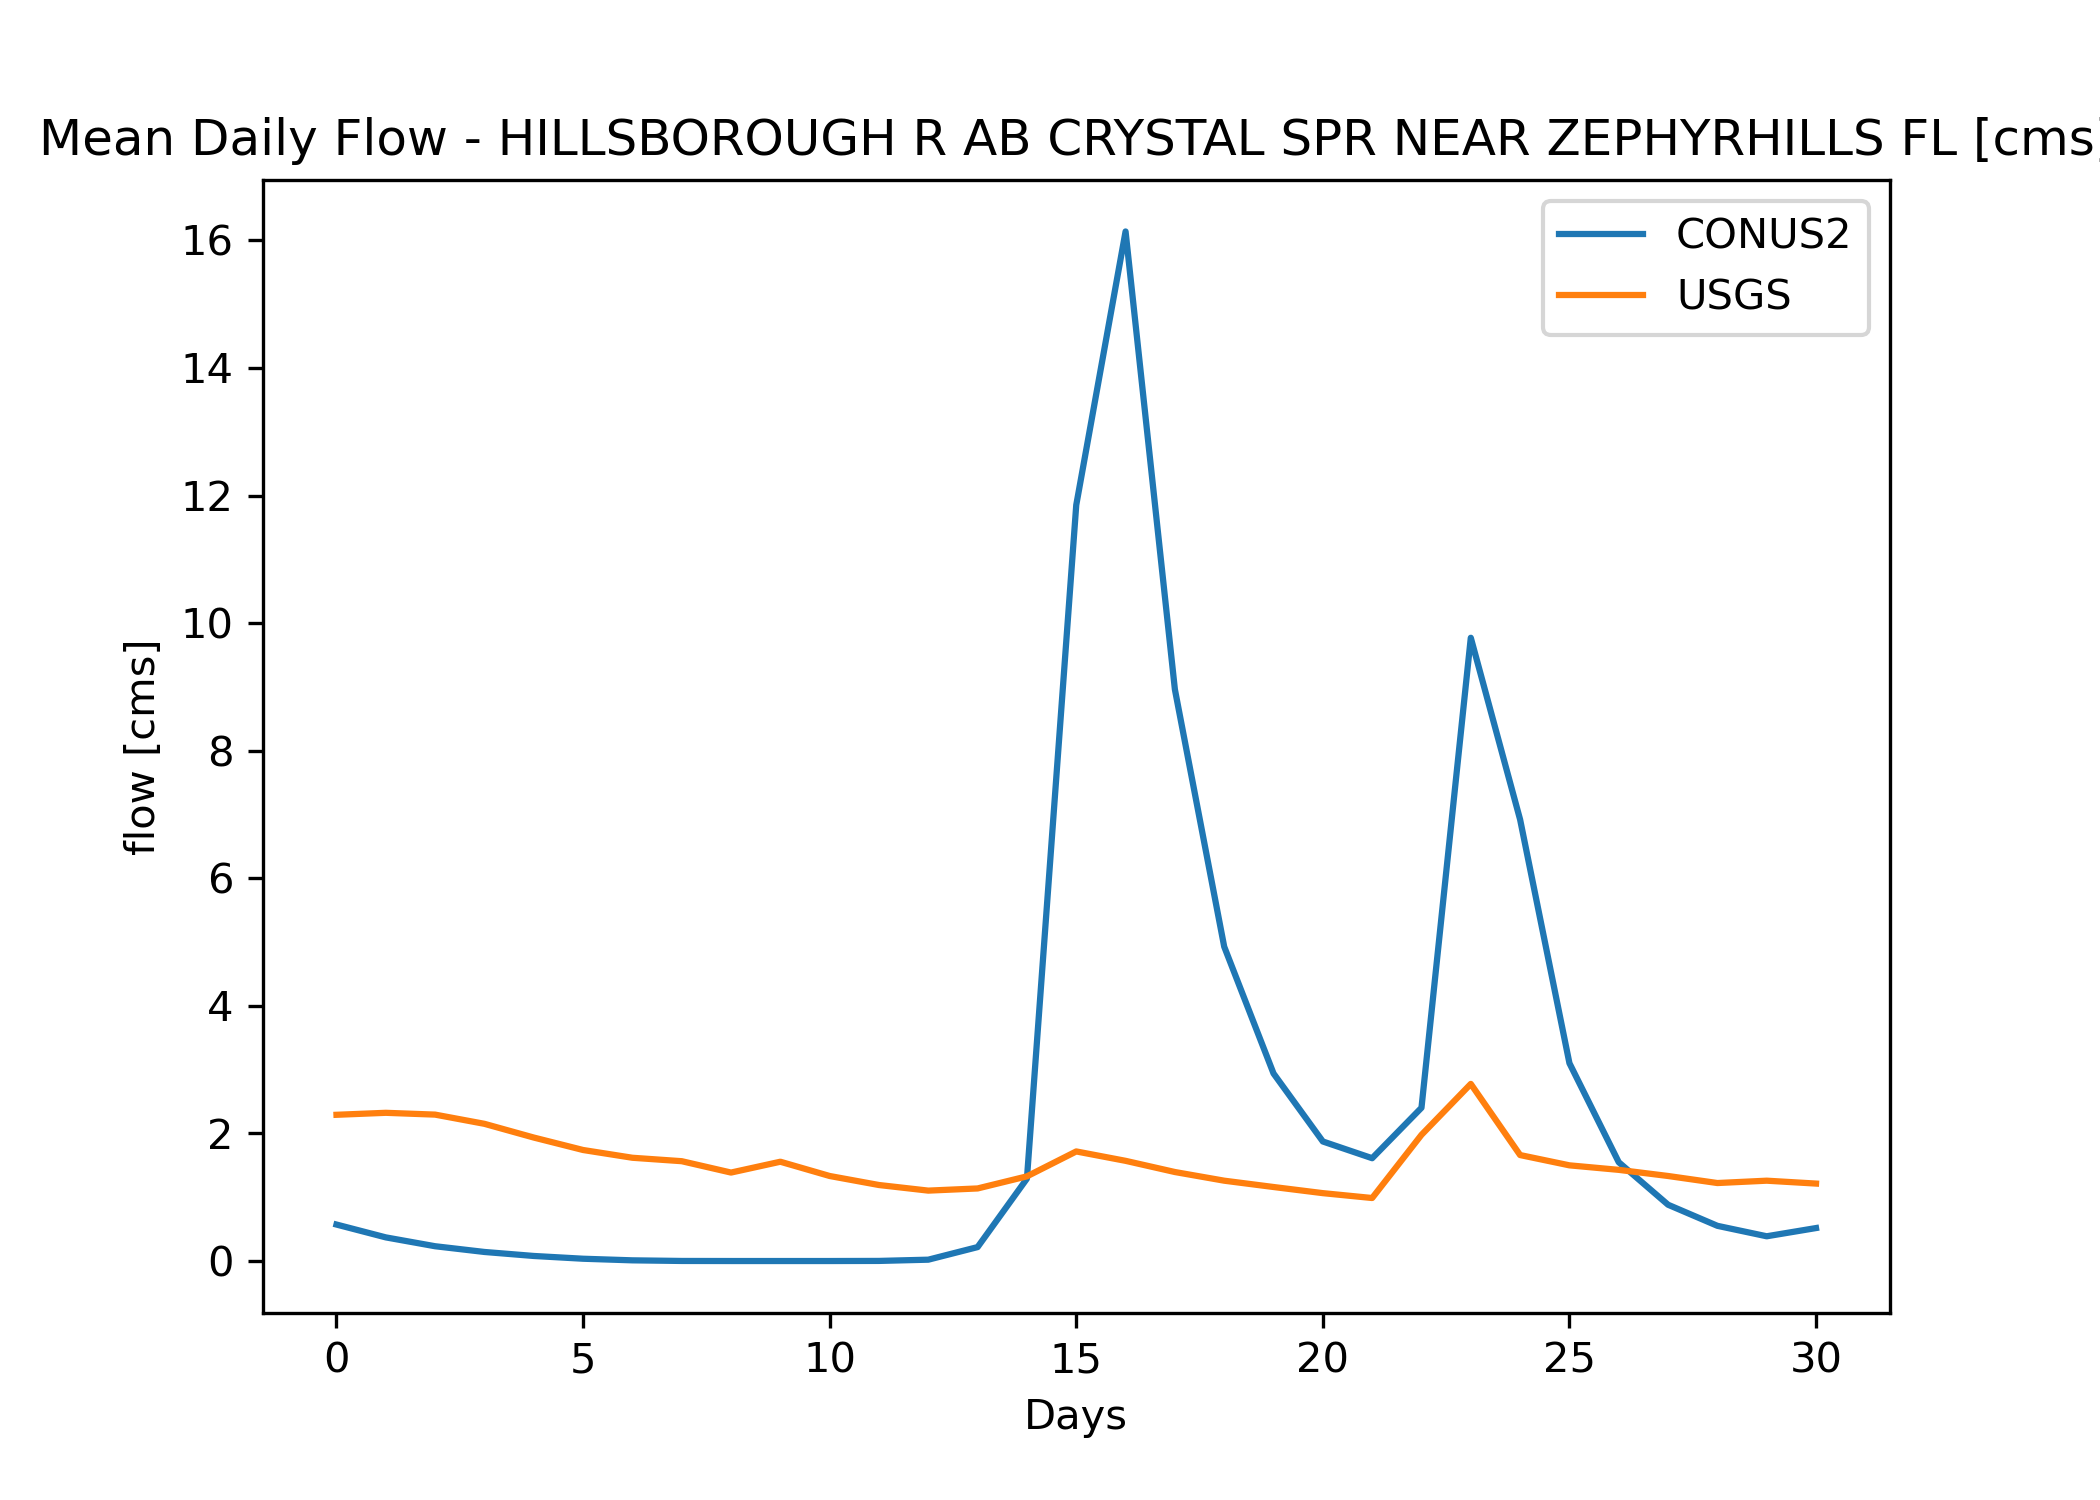 Mean Daily Flow - HILLSBOROUGH R AB CRYSTAL SPR NEAR ZEPHYRHILLS FL [cms]
CONUS2
USGS
16
14
12
10
8
6
4
2
0
flow [cms]
0 5 10 15 20 25 30
Days